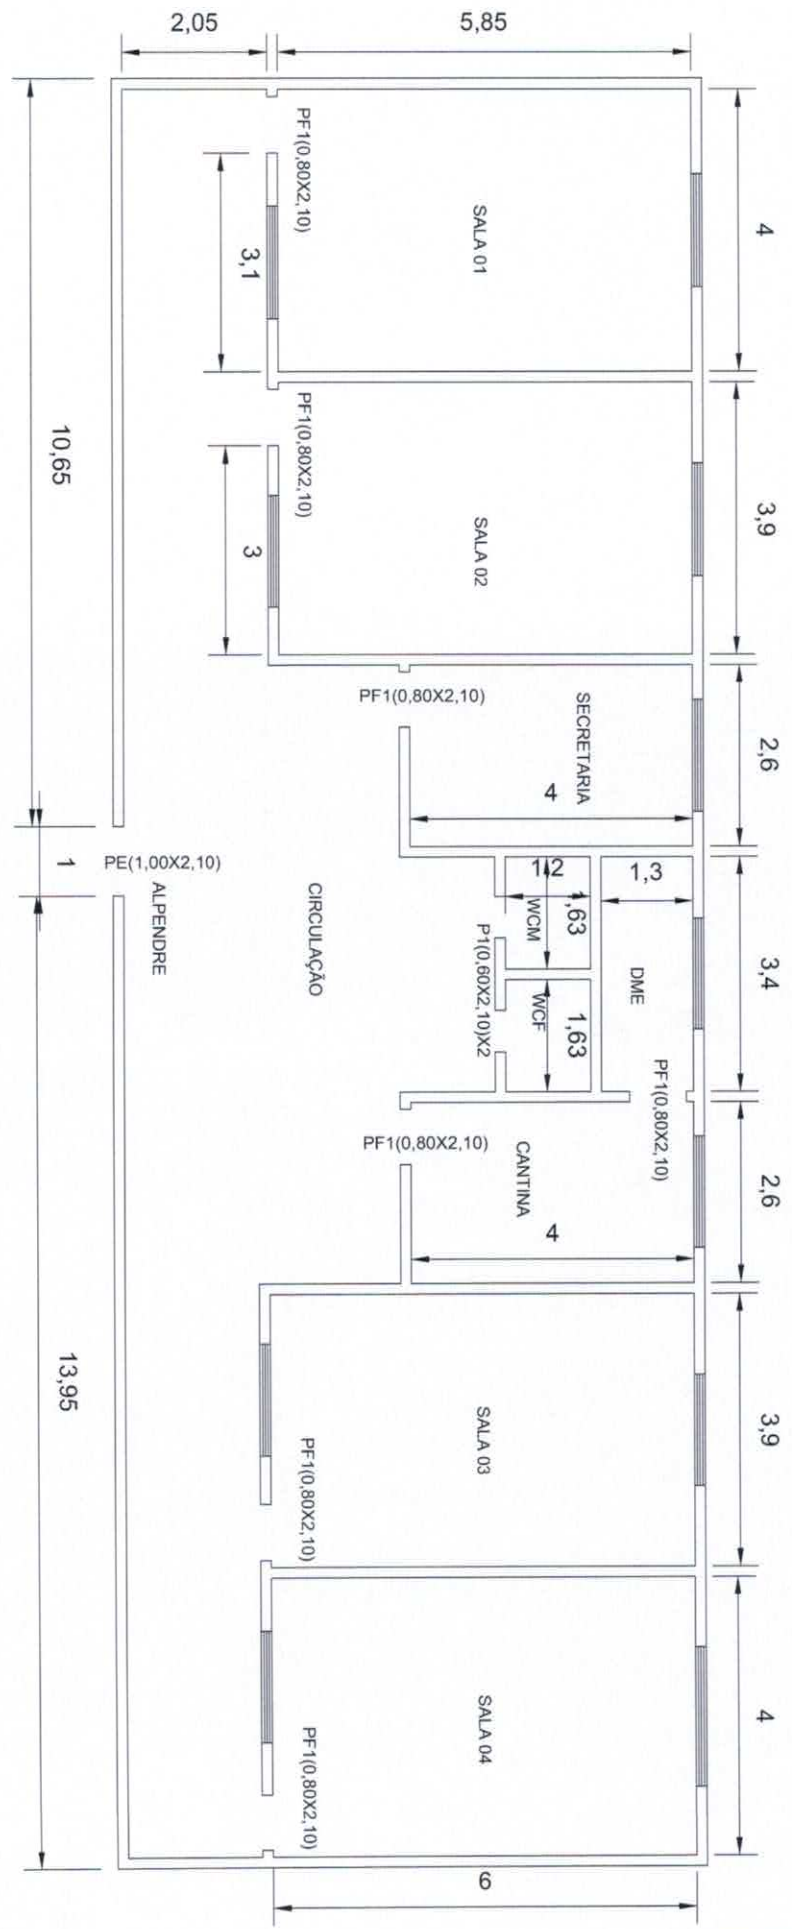 2,05
5,85
PF1(0,80X2,10)
SALA 01
4
3,1
PF1(0,80X2,10)
10,65
SALA 02
3,9
3
PF1(0,80X2,10)
SECRETARIA
2,6
4
1
PE(1,00X2,10)
ALPENDRE
CIRCULAÇÃO
1,2
1,63
WCM
1,3
DME
3,4
P1(0,60X2,10)X2
WCF
1,63
PF1(0,80X2,10)
PF1(0,80X2,10)
CANTINA
2,6
4
13,95
SALA 03
3,9
PF1(0,80X2,10)
SALA 04
4
PF1(0,80X2,10)
6